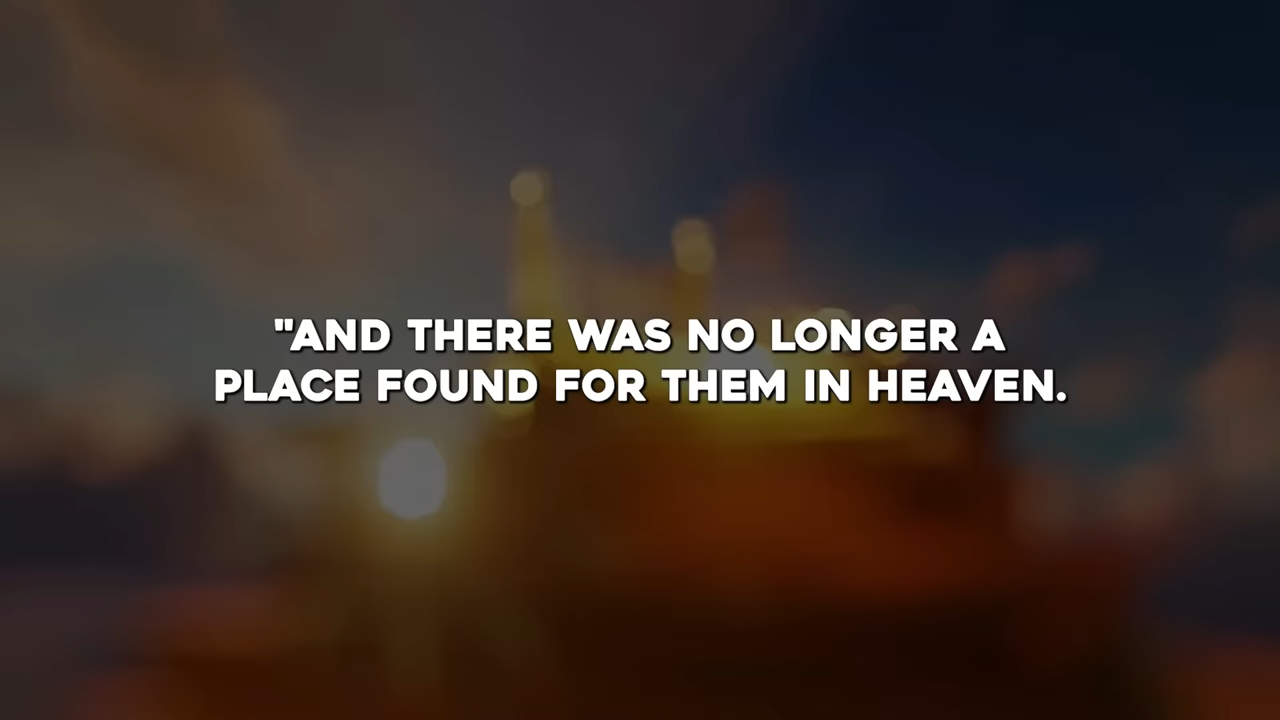 "AND THERE WAS NO LONGER A
PLACE FOUND FOR THEM IN HEAVEN.